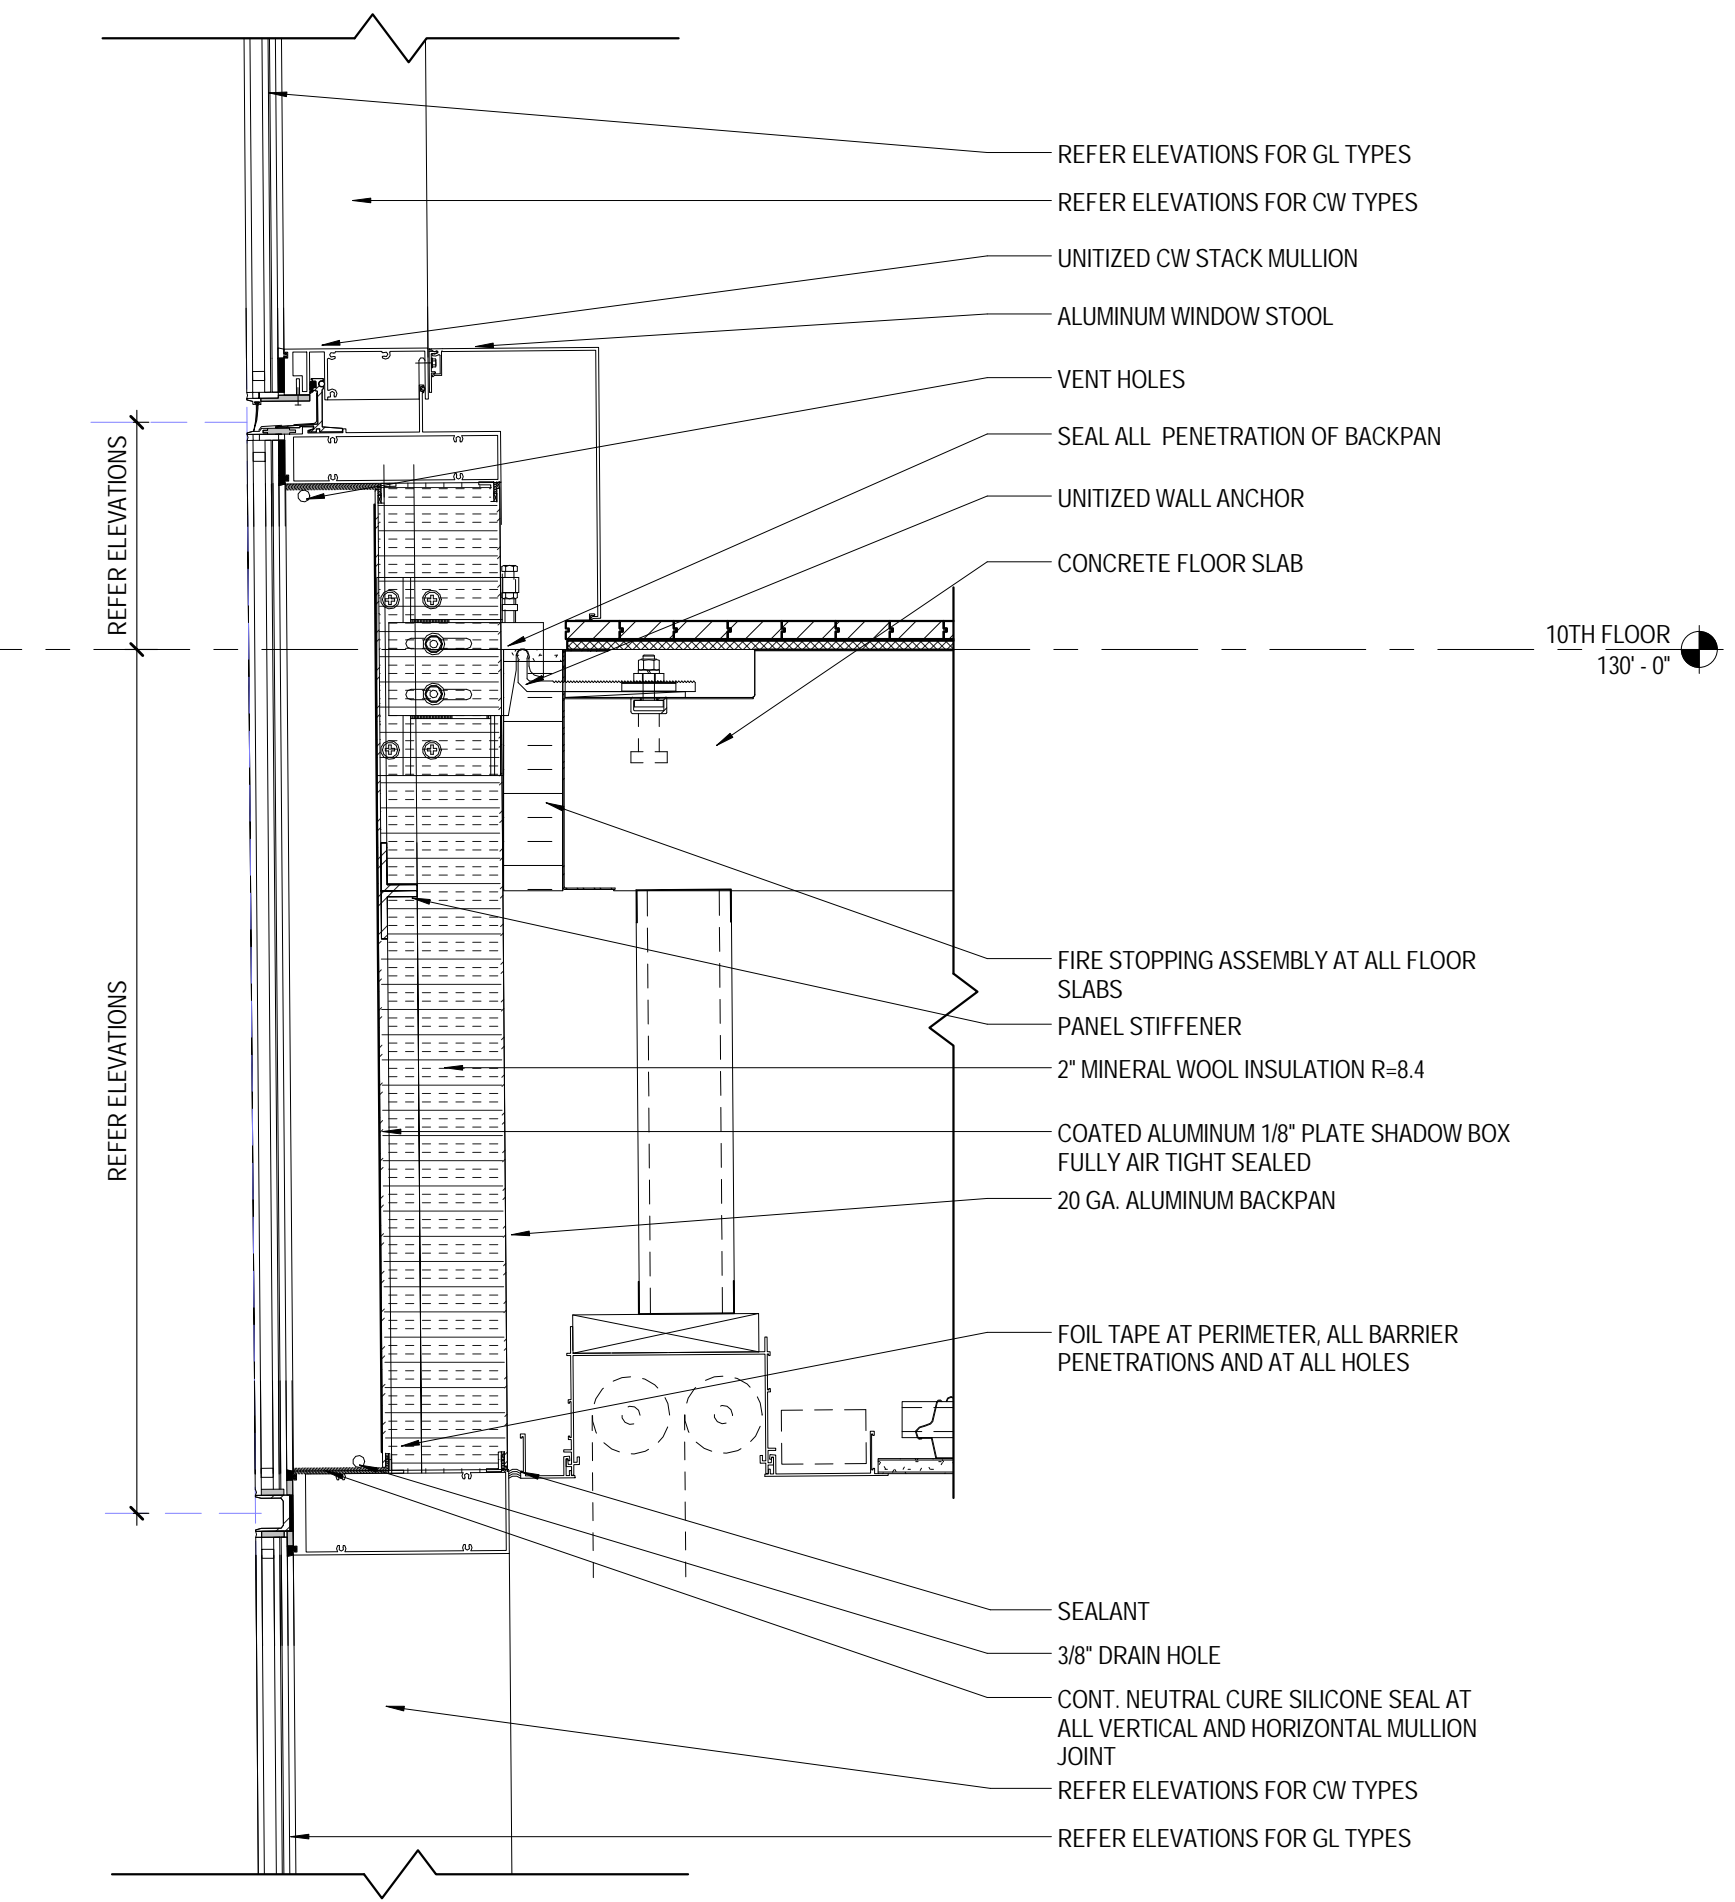 REFER ELEVATIONS FOR GL TYPES
REFER ELEVATIONS FOR CW TYPES
UNITIZED CW STACK MULLION
ALUMINUM WINDOW STOOL
VENT HOLES
SEAL ALL  PENETRATION OF BACKPAN
UNITIZED WALL ANCHOR
CONCRETE FLOOR SLAB
REFER ELEVATIONS
10TH FLOOR
130' - 0"
FIRE STOPPING ASSEMBLY AT ALL FLOOR
SLABS
PANEL STIFFENER
2" MINERAL WOOL INSULATION R=8.4
REFER ELEVATIONS
COATED ALUMINUM 1/8" PLATE SHADOW BOX
FULLY AIR TIGHT SEALED
20 GA. ALUMINUM BACKPAN
FOIL TAPE AT PERIMETER, ALL BARRIER
PENETRATIONS AND AT ALL HOLES
SEALANT
3/8" DRAIN HOLE
CONT. NEUTRAL CURE SILICONE SEAL AT
ALL VERTICAL AND HORIZONTAL MULLION
JOINT
REFER ELEVATIONS FOR CW TYPES
REFER ELEVATIONS FOR GL TYPES